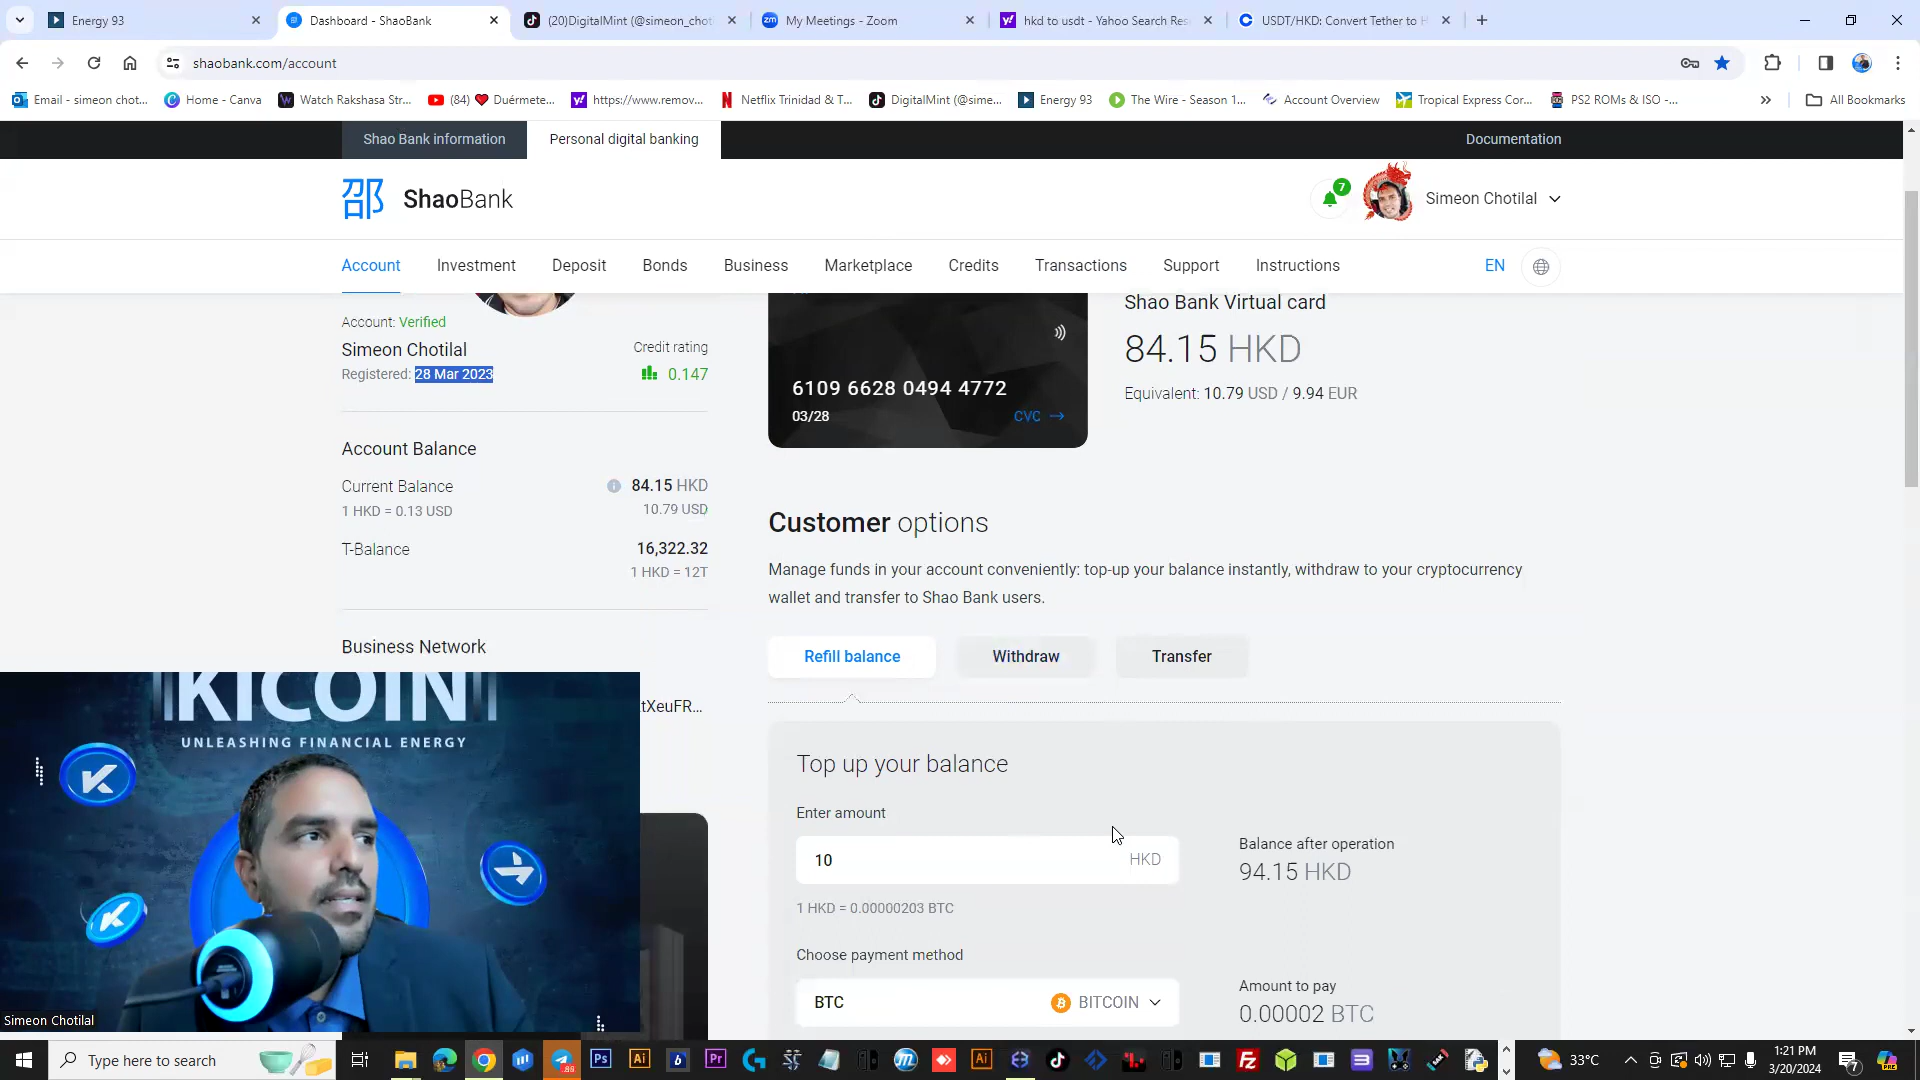 Energy 93
Dashboard - ShaoBank
(20)DigitalMint (@simeon_chot
My Meetings - Zoom
hkd to usdt - Yahoo Search Res
USDT/HKD: Convert Tether to H
shaobank.com/account
Email - simeon chot...
Home - Canva
Watch Rakshasa Str...
(84) ❤ Duérmete...
https://www.remov...
Netflix Trinidad & T...
DigitalMint (@sime...
Energy 93
The Wire - Season 1...
Account Overview
Tropical Express Cor...
PS2 ROMs & ISO -...
All Bookmarks
Shao Bank information
Personal digital banking
Documentation
邵 ShaoBank
7
Simeon Chotilal
Account
Investment
Deposit
Bonds
Business
Marketplace
Credits
Transactions
Support
Instructions
EN
Account: Verified
Simeon Chotilal
Credit rating
Registered: 28 Mar 2023
0.147
Account Balance
Current Balance
84.15 HKD
1 HKD = 0.13 USD
10.79 USD
T-Balance
16,322.32
1 HKD = 12T
Business Network
tXeuFR...
6109 6628 0494 4772
03/28
CVC →
Shao Bank Virtual card
84.15 HKD
Equivalent: 10.79 USD / 9.94 EUR
Customer options
Manage funds in your account conveniently: top-up your balance instantly, withdraw to your cryptocurrency
wallet and transfer to Shao Bank users.
Refill balance
Withdraw
Transfer
Top up your balance
Enter amount
10
HKD
1 HKD = 0.00000203 BTC
Balance after operation
94.15 HKD
Choose payment method
BTC
BITCOIN
Amount to pay
0.00002 BTC
KICOIN
UNLEASHING FINANCIAL ENERGY
Simeon Chotilal
Type here to search
33°C
1:21 PM
3/20/2024
7